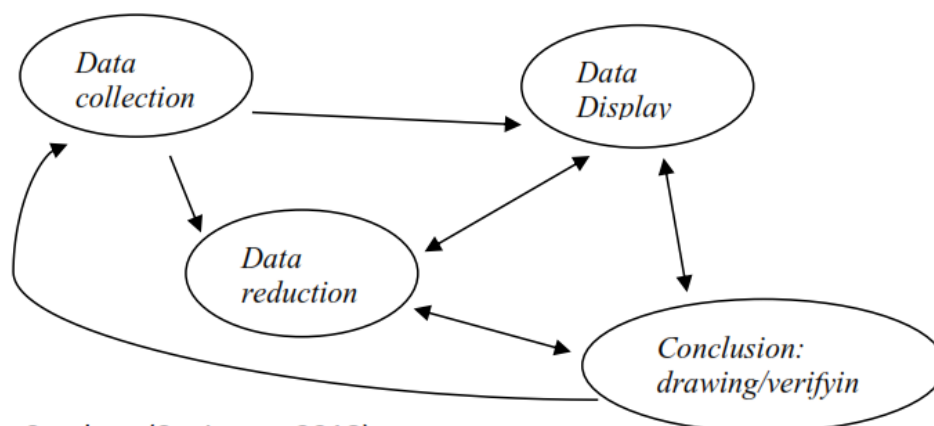 Data
collection
Data
Display
Data
reduction
Conclusion:
drawing/verifyin